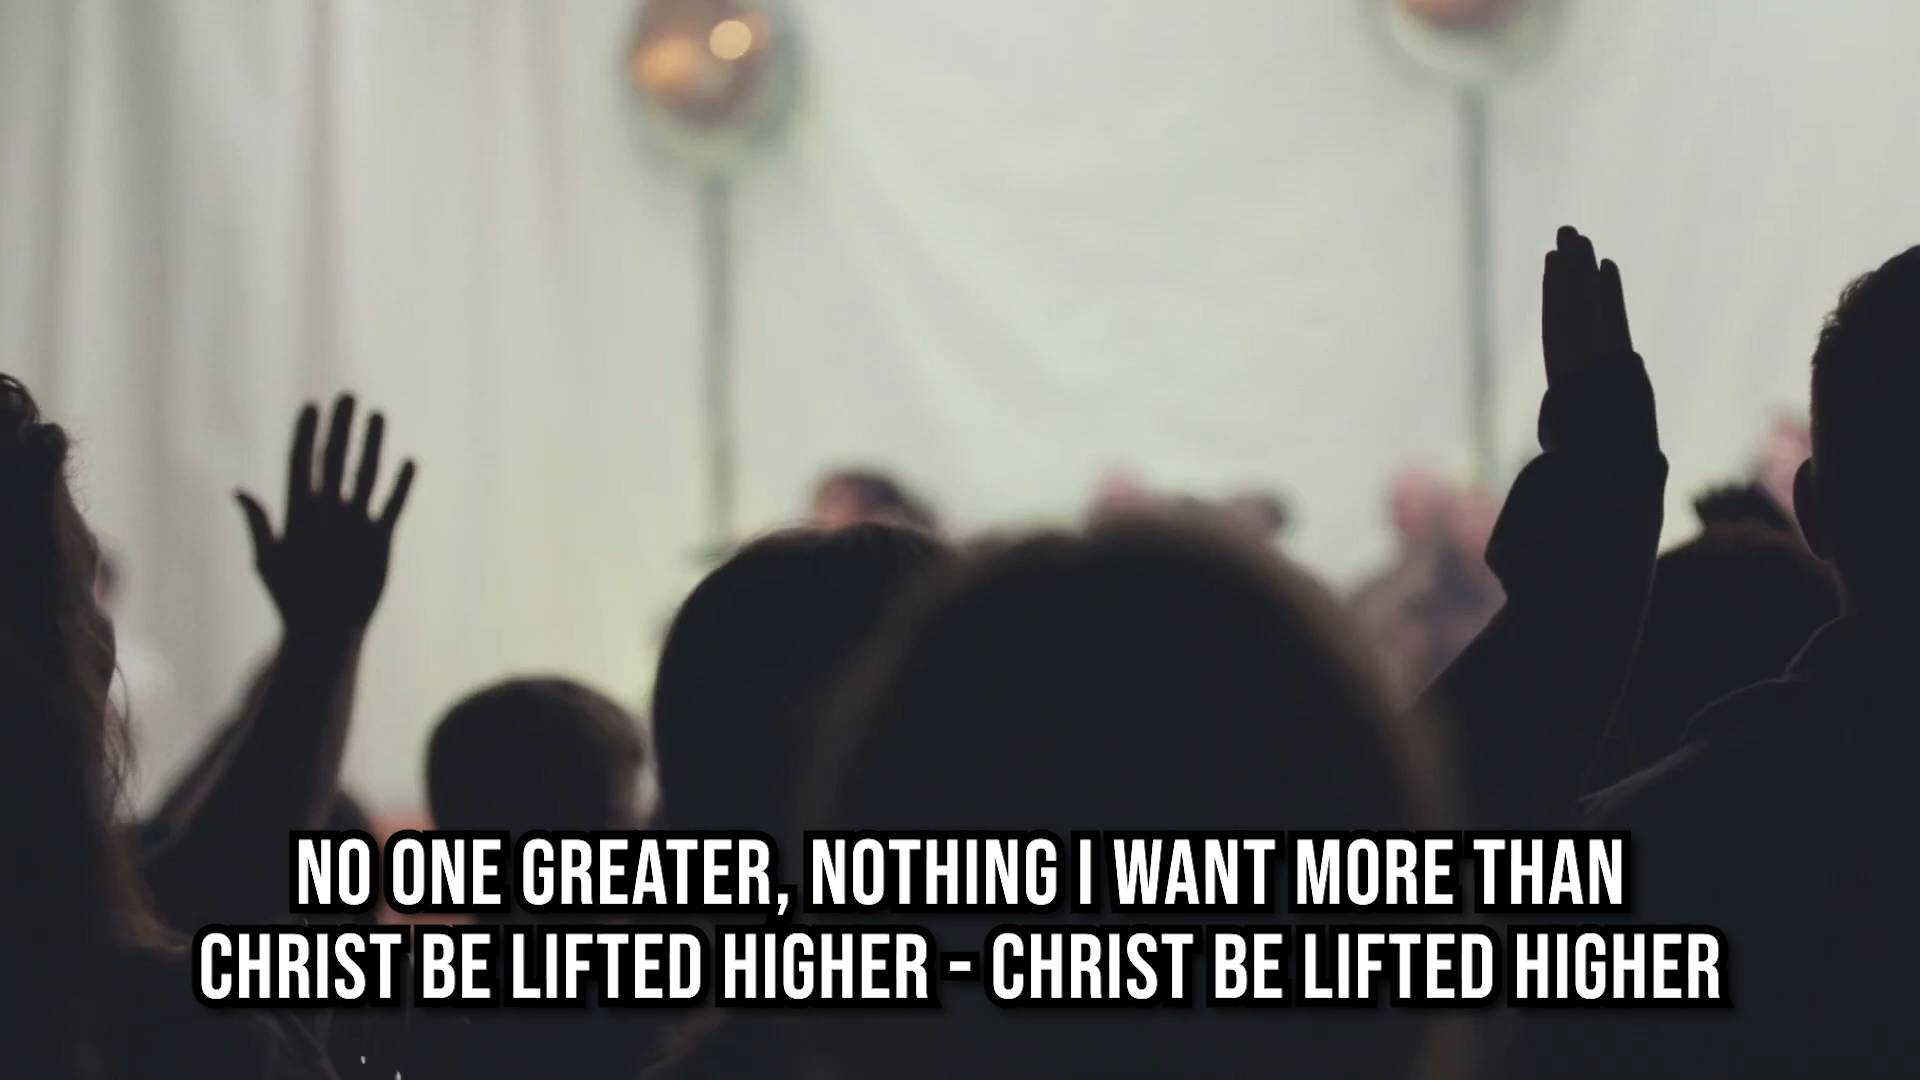 NO ONE GREATER, NOTHING I WANT MORE THAN
CHRIST BE LIFTED HIGHER - CHRIST BE LIFTED HIGHER